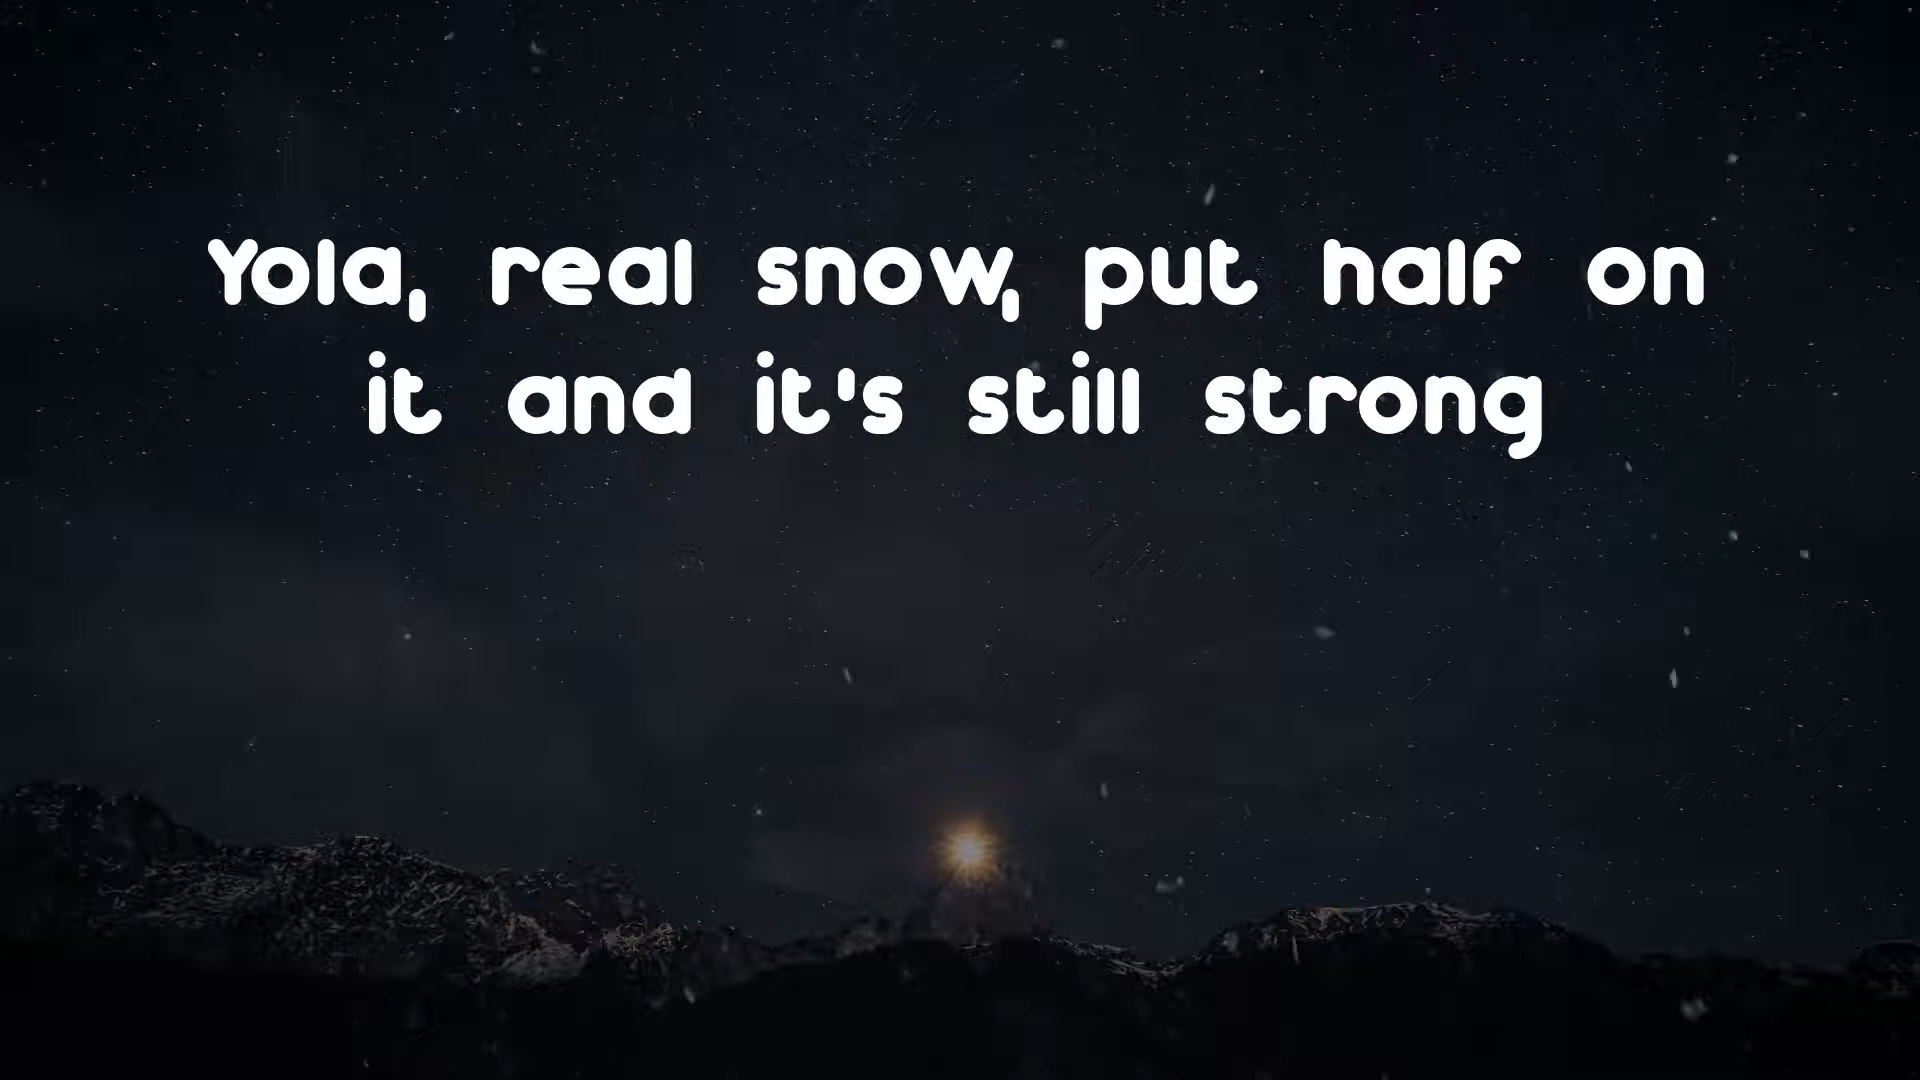 Yola, real snow, put half on
it and it's still strong